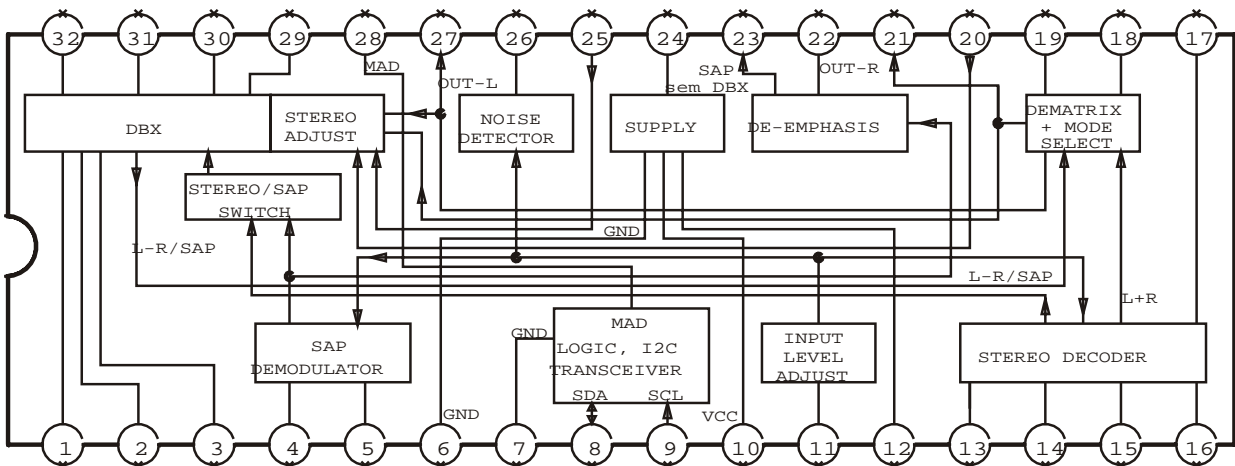 32 31 30 29 28 27 26 25 24 23 22 21 20 19 18 17
MAD
OUT-L
SAP
sem DBX
OUT-R
DBX
STEREO
ADJUST
NOISE
DETECTOR
SUPPLY
DE-EMPHASIS
DEMATRIX
+ MODE
SELECT
STEREO/SAP
SWITCH
GND
L-R/SAP
L-R/SAP
L+R
SAP
DEMODULATOR
GND
MAD
LOGIC, I2C
TRANSCEIVER
SDA SCL
INPUT
LEVEL
ADJUST
STEREO DECODER
GND
VCC
1 2 3 4 5 6 7 8 9 10 11 12 13 14 15 16